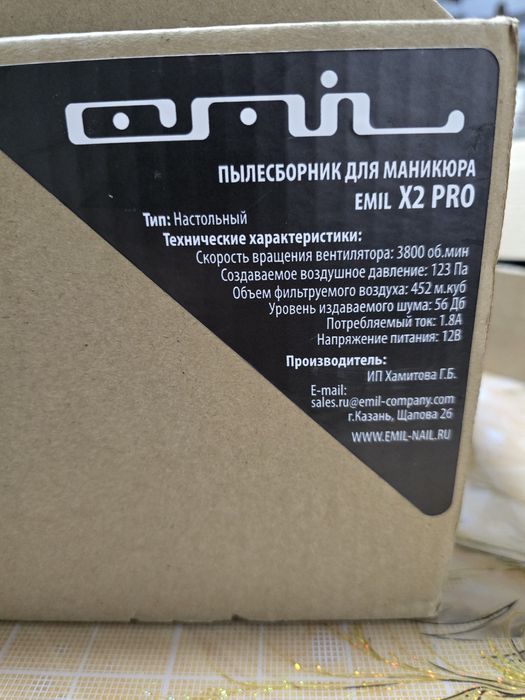 emil
ПЫЛЕСБОРНИК ДЛЯ МАНИКЮРА
EMIL X2 PRO
Тип: Настольный
Технические характеристики:
Скорость вращения вентилятора: 3800 об.мин
Создаваемое воздушное давление: 123 Па
Объем фильтруемого воздуха: 452 м.куб
Уровень издаваемого шума: 56 Дб
Потребляемый ток: 1.8А
Напряжение питания: 12В
Производитель:
ИП Хамитова Г.Б.
E-mail:
sales.ru@emil-company.com
г.Казань, Щапова 26
WWW.EMIL-NAIL.RU